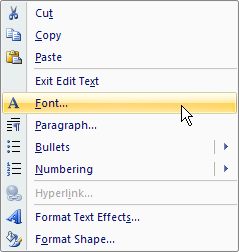 Cut
Copy
Paste
Exit Edit Text
Font...
Paragraph...
Bullets
Numbering
Hyperlink...
Format Text Effects...
Format Shape...